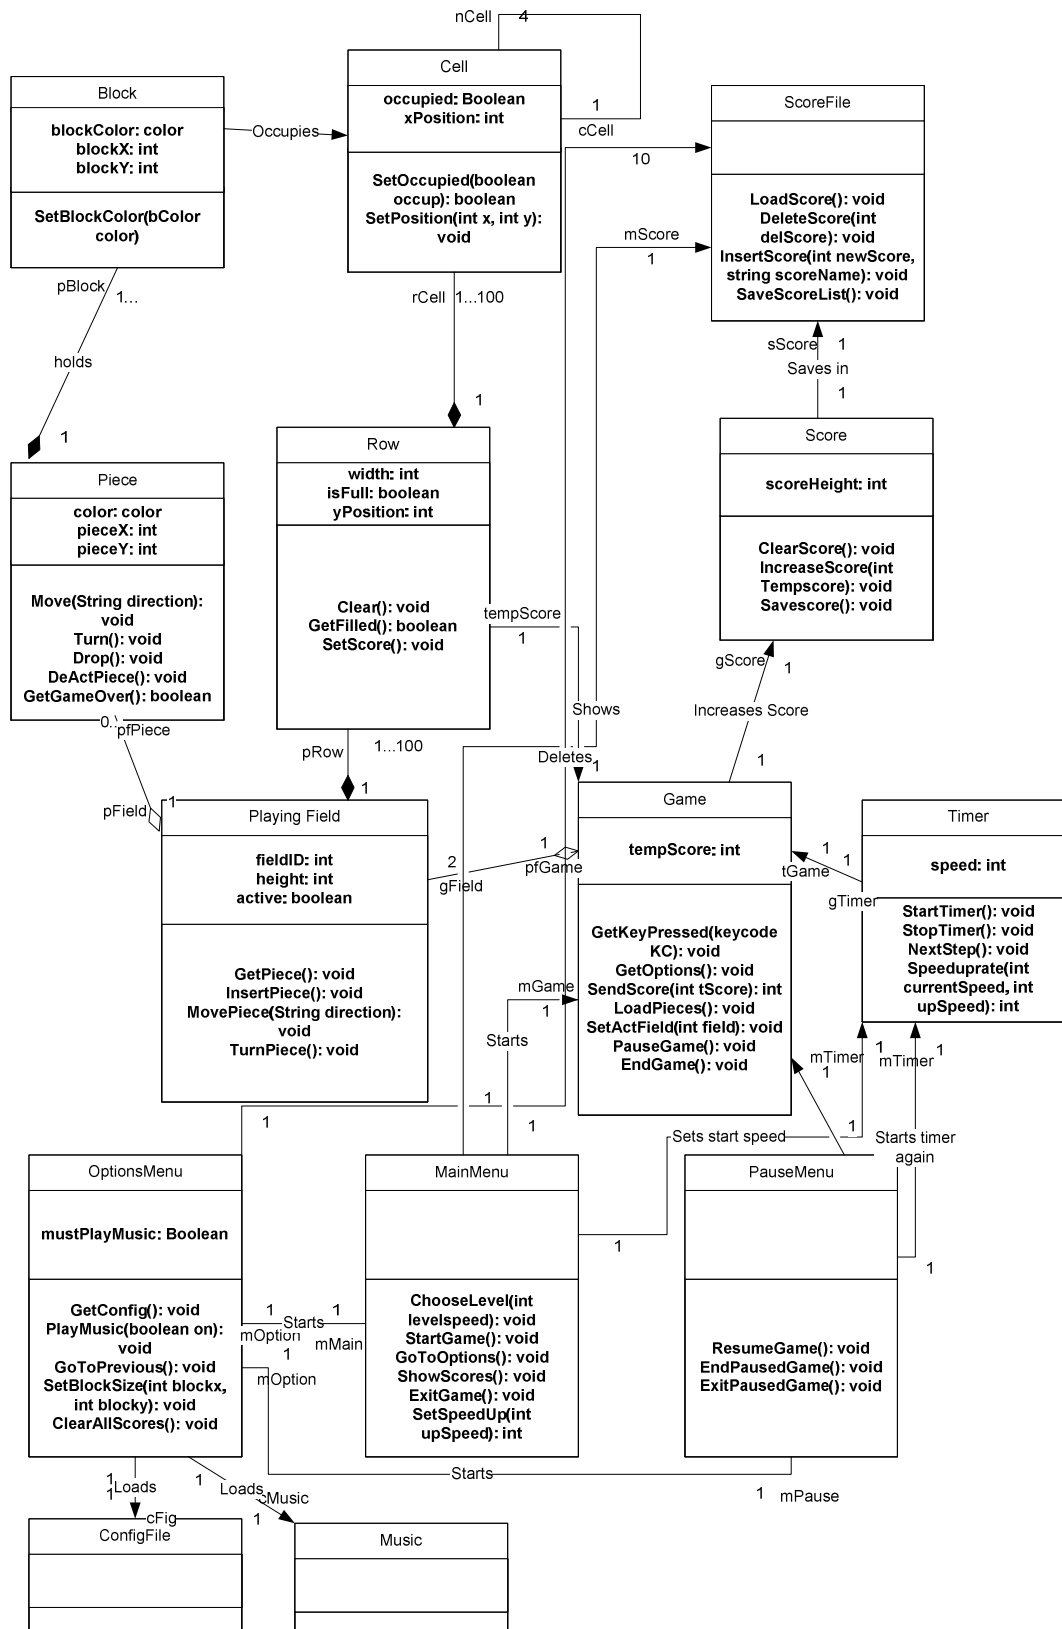 nCell
4
Cell
occupied: Boolean
xPosition: int
SetOccupied(boolean
occup): boolean
SetPosition(int x, int y):
void
1
cCell
Block
blockColor: color
blockX: int
blockY: int
SetBlockColor(bColor
color)
Occupies
ScoreFile
LoadScore(): void
DeleteScore(int
delScore): void
InsertScore(int newScore,
string scoreName): void
SaveScoreList(): void
10
mScore
1
pBlock
1...
holds
1
rCell
1...100
1
sScore
1
Saves in
1
Score
scoreHeight: int
ClearScore(): void
IncreaseScore(int
Tempscore): void
Savescore(): void
Row
width: int
isFull: boolean
yPosition: int
Clear(): void
GetFilled(): boolean
SetScore(): void
Piece
color: color
pieceX: int
pieceY: int
Move(String direction):
void
Turn(): void
Drop(): void
DeActPiece(): void
GetGameOver(): boolean
tempScore
1
Shows
1
gScore
1
Increases Score
1
0..
pfPiece
pField
1
pRow
1...100
1
Deletes
Playing Field
fieldID: int
height: int
active: boolean
GetPiece(): void
InsertPiece(): void
MovePiece(String direction):
void
TurnPiece(): void
2
gField
1
pfGame
Game
tempScore: int
GetKeyPressed(keycode
KC): void
GetOptions(): void
SendScore(int tScore): int
LoadPieces(): void
SetActField(int field): void
PauseGame(): void
EndGame(): void
1
tGame
1
gTimer
Timer
speed: int
StartTimer(): void
StopTimer(): void
NextStep(): void
Speeduprate(int
currentSpeed, int
upSpeed): int
mGame
1
Starts
1
1
1
mTimer
1
mTimer
1
1
Sets start speed
1
1
Starts timer
again
1
OptionsMenu
mustPlayMusic: Boolean
GetConfig(): void
PlayMusic(boolean on):
void
GoToPrevious(): void
SetBlockSize(int blockx,
int blocky): void
ClearAllScores(): void
MainMenu
ChooseLevel(int
levelspeed): void
StartGame(): void
GoToOptions(): void
ShowScores(): void
ExitGame(): void
SetSpeedUp(int
upSpeed): int
PauseMenu
ResumeGame(): void
EndPausedGame(): void
ExitPausedGame(): void
1
Starts
1
mOption
mMain
1
mOption
Starts
1
mPause
1
Loads
1
cFig
1
Loads
cMusic
1
ConfigFile
Music